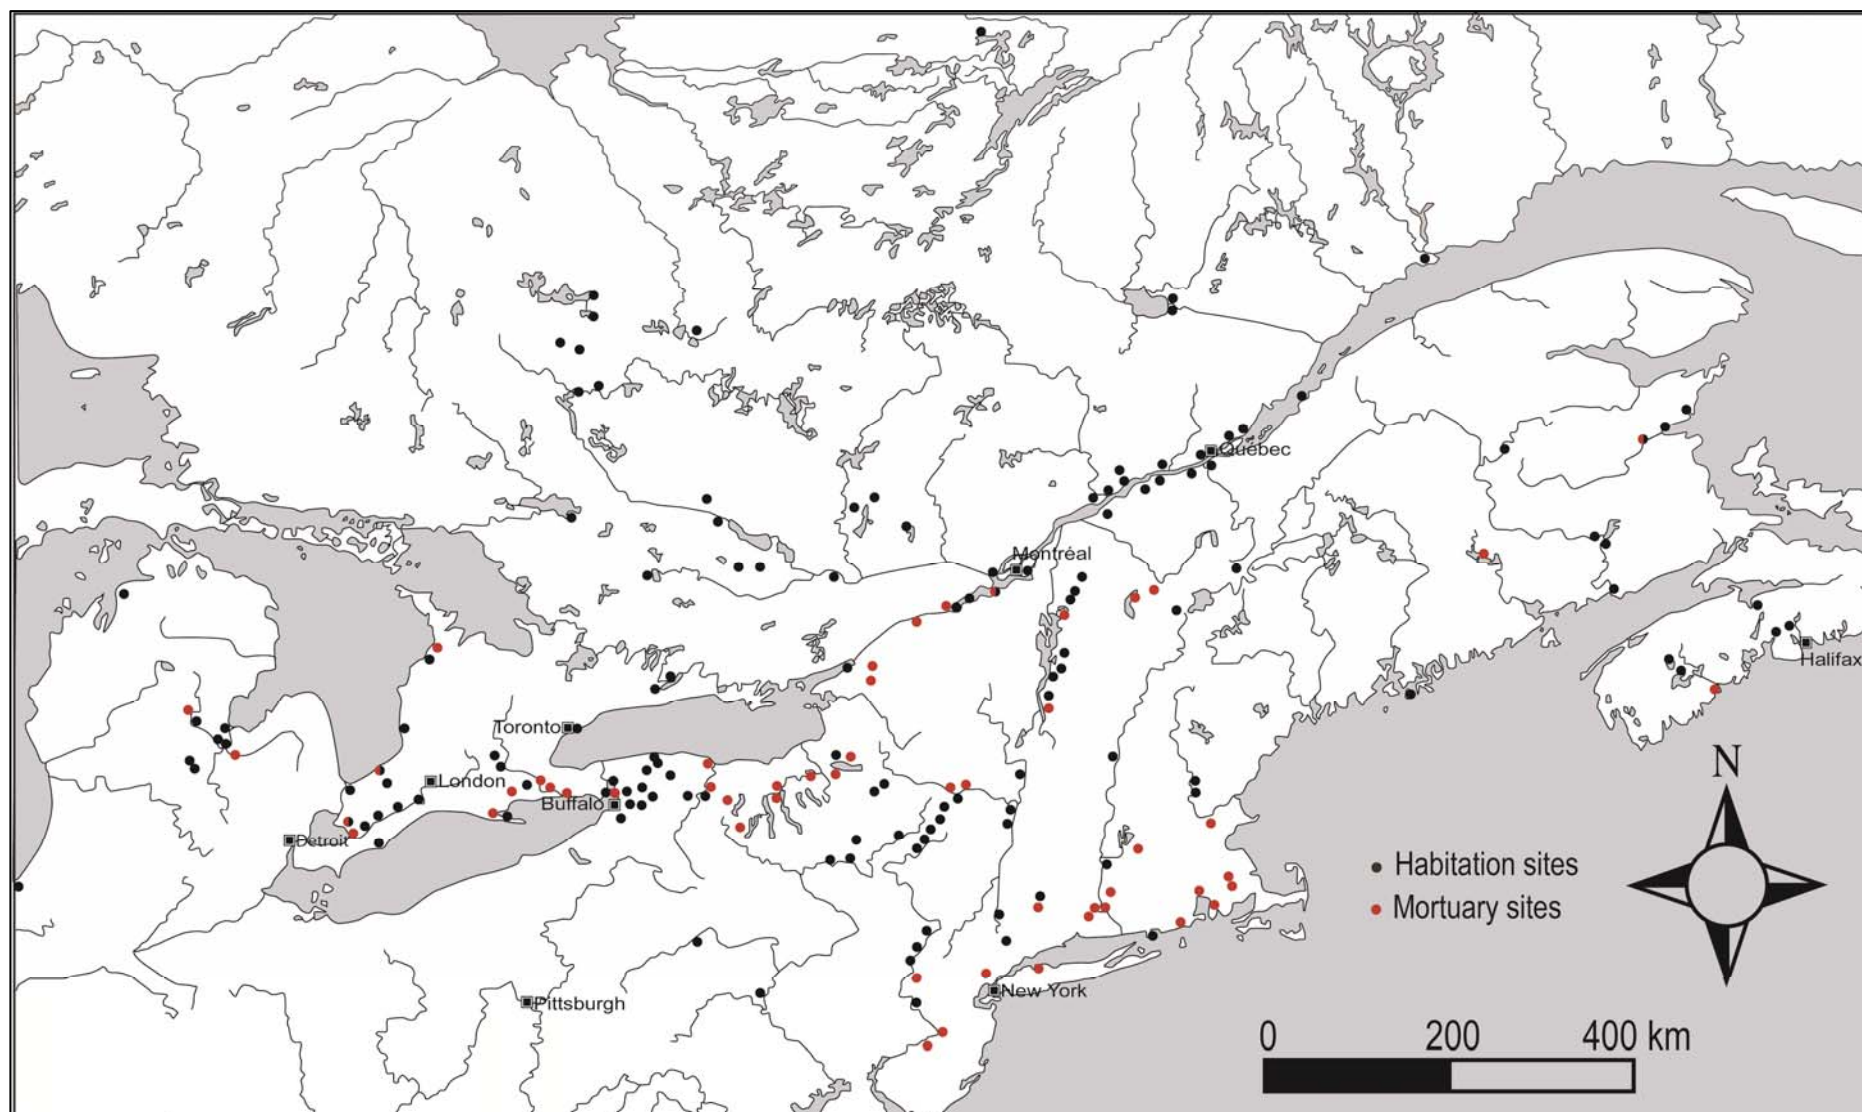 Québec
Montréal
Halifax
Toronto
London
Buffalo
Detroit
N
Habitation sites
Mortuary sites
New York
Pittsburgh
0 200 400 km